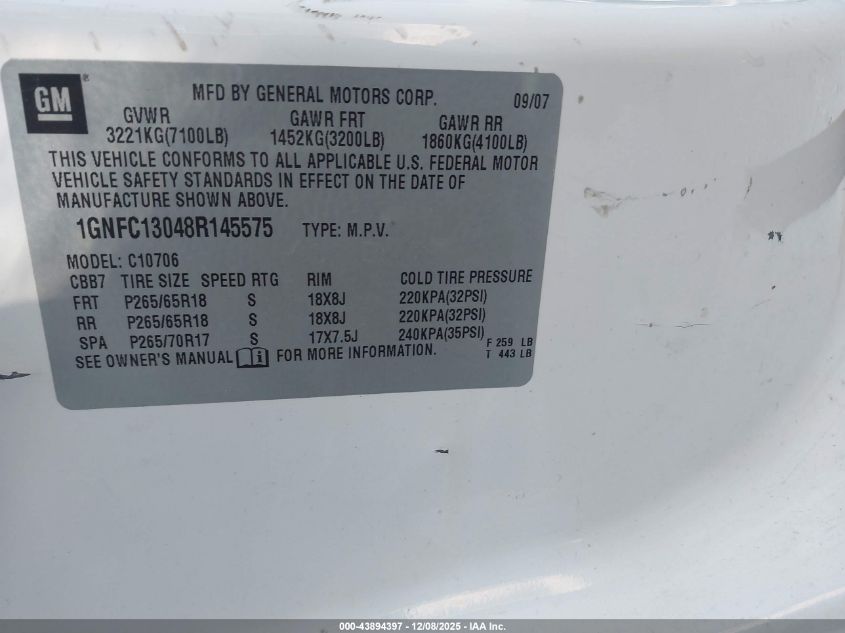 GM
MFD BY GENERAL MOTORS CORP. 09/07
GVWR GAWR FRT GAWR RR
3221KG(7100LB) 1452KG(3200LB) 1860KG(4100LB)
THIS VEHICLE CONFORMS TO ALL APPLICABLE U.S. FEDERAL MOTOR
VEHICLE SAFETY STANDARDS IN EFFECT ON THE DATE OF
MANUFACTURE SHOWN ABOVE.
1GNFC13048R145575 TYPE: M.P.V.
MODEL: C10706
CBB7 TIRE SIZE SPEED RTG RIM COLD TIRE PRESSURE
FRT P265/65R18 S 18X8J 220KPA(32PSI)
RR P265/65R18 S 18X8J 220KPA(32PSI)
SPA P265/70R17 S 17X7.5J 240KPA(35PSI)
SEE OWNER'S MANUAL i FOR MORE INFORMATION. F 259 LB
T 443 LB
000-43894397 - 12/08/2025 - IAA Inc.